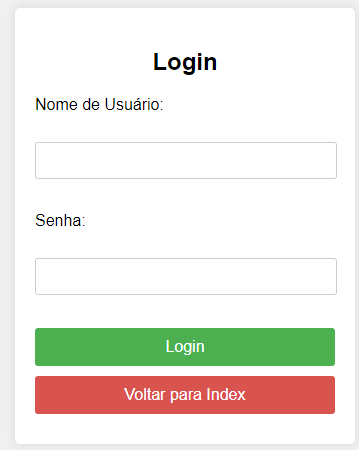 Login
Nome de Usuário:
Senha:
Login
Voltar para Index